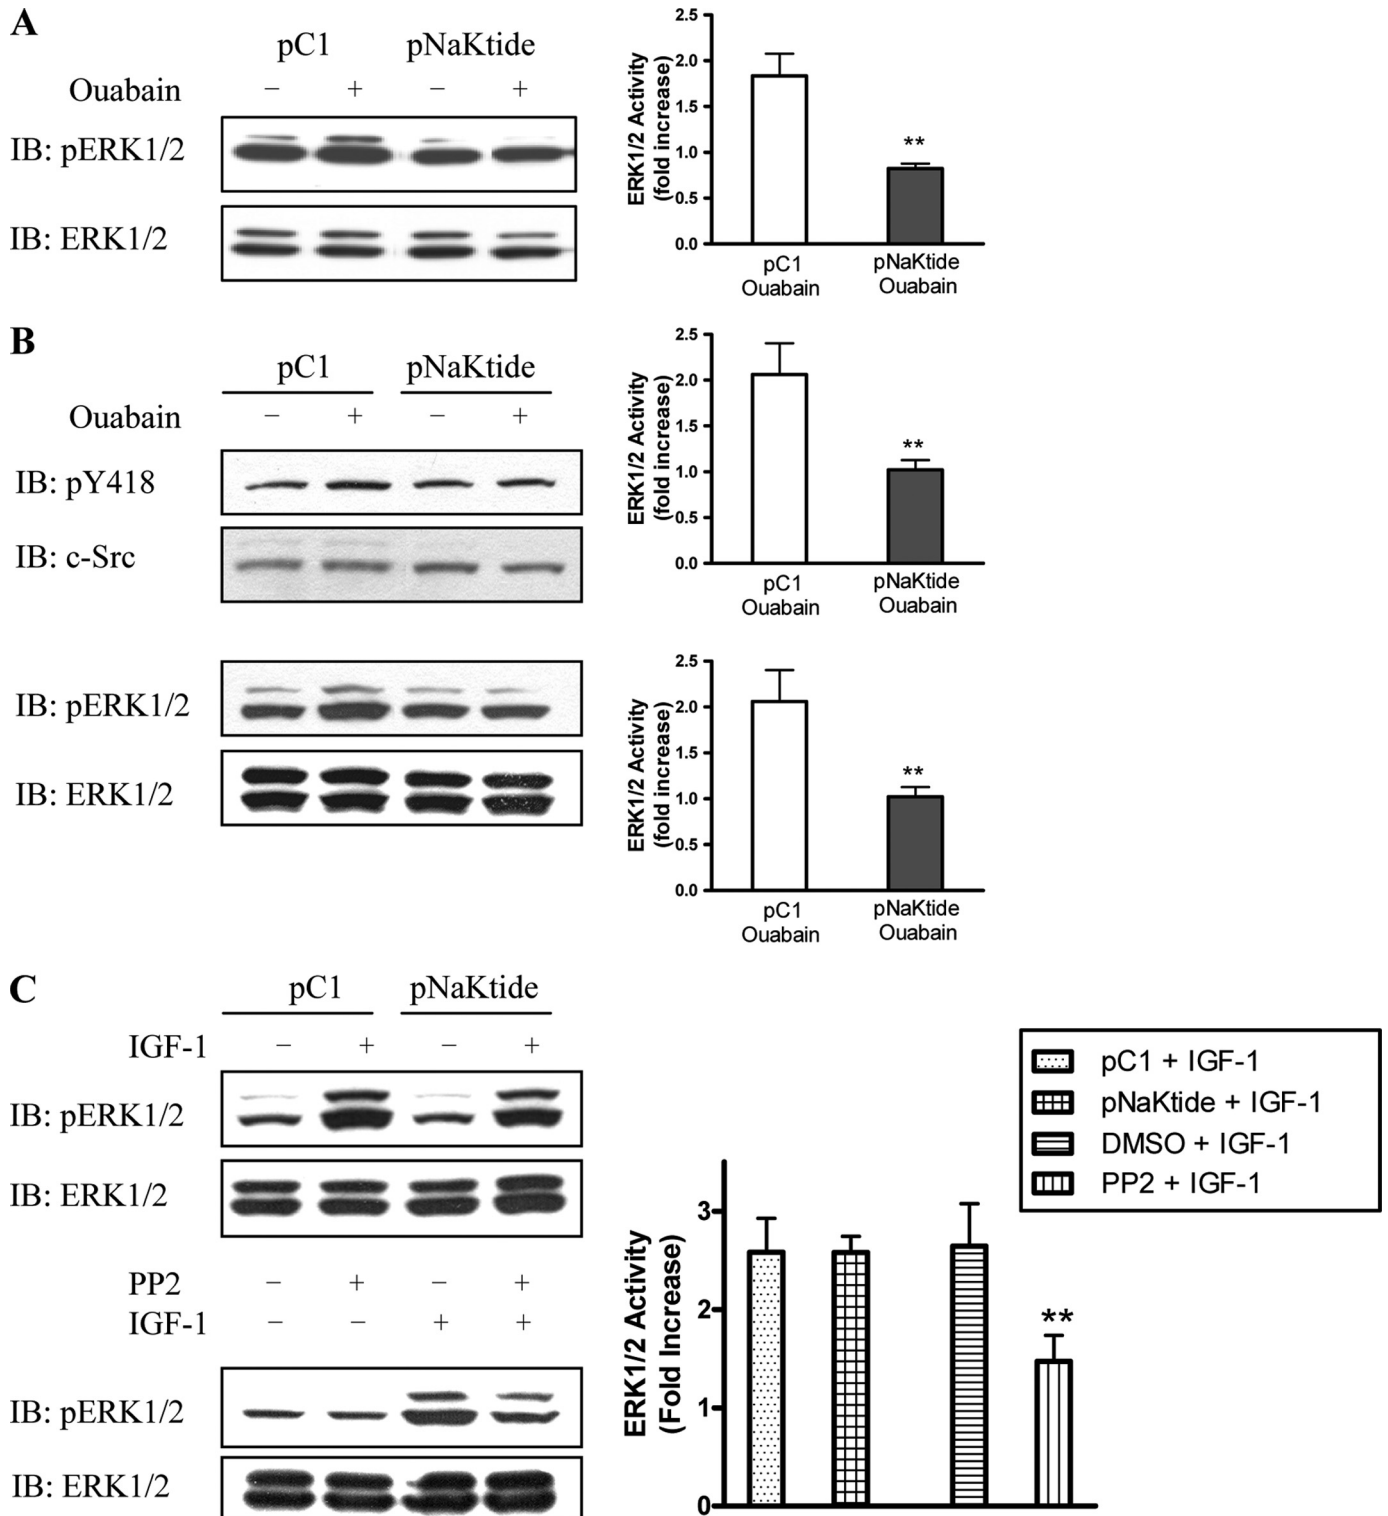 A
pC1 pNaKtide
Ouabain − + − +
IB: pERK1/2
IB: ERK1/2
2.5
2.0
1.5
1.0
0.5
0.0
ERK1/2 Activity
(fold increase)
**
pC1
Ouabain
pNaKtide
Ouabain
B
pC1 pNaKtide
Ouabain − + − +
IB: pY418
IB: c-Src
2.5
2.0
1.5
1.0
0.5
0.0
ERK1/2 Activity
(fold increase)
**
pC1
Ouabain
pNaKtide
Ouabain
IB: pERK1/2
IB: ERK1/2
2.5
2.0
1.5
1.0
0.5
0.0
ERK1/2 Activity
(fold increase)
**
pC1
Ouabain
pNaKtide
Ouabain
C
pC1 pNaKtide
IGF-1 − + − +
IB: pERK1/2
IB: ERK1/2
PP2 − + − +
IGF-1 − − + +
IB: pERK1/2
IB: ERK1/2
pC1 + IGF-1
pNaKtide + IGF-1
DMSO + IGF-1
PP2 + IGF-1
3
2
1
0
ERK1/2 Activity
(Fold Increase)
**